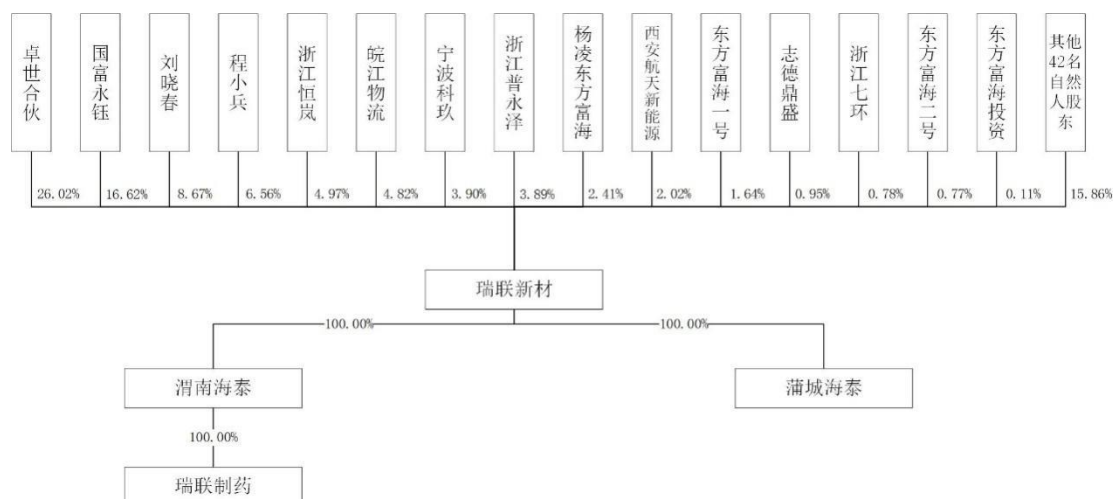 卓世合伙
国富永钰
刘晓春
程小兵
浙江恒岚
皖江物流
宁波科玖
浙江普永泽
杨凌东方富海
西安航天新能源
东方富海一号
志德鼎盛
浙江七环
东方富海二号
东方富海投资
其他
42名
自然
人股
东
26.02%
16.62%
8.67%
6.56%
4.97%
4.82%
3.90%
3.89%
2.41%
2.02%
1.64%
0.95%
0.78%
0.77%
0.11%
15.86%
瑞联新材
100.00%
100.00%
渭南海泰
蒲城海泰
100.00%
瑞联制药